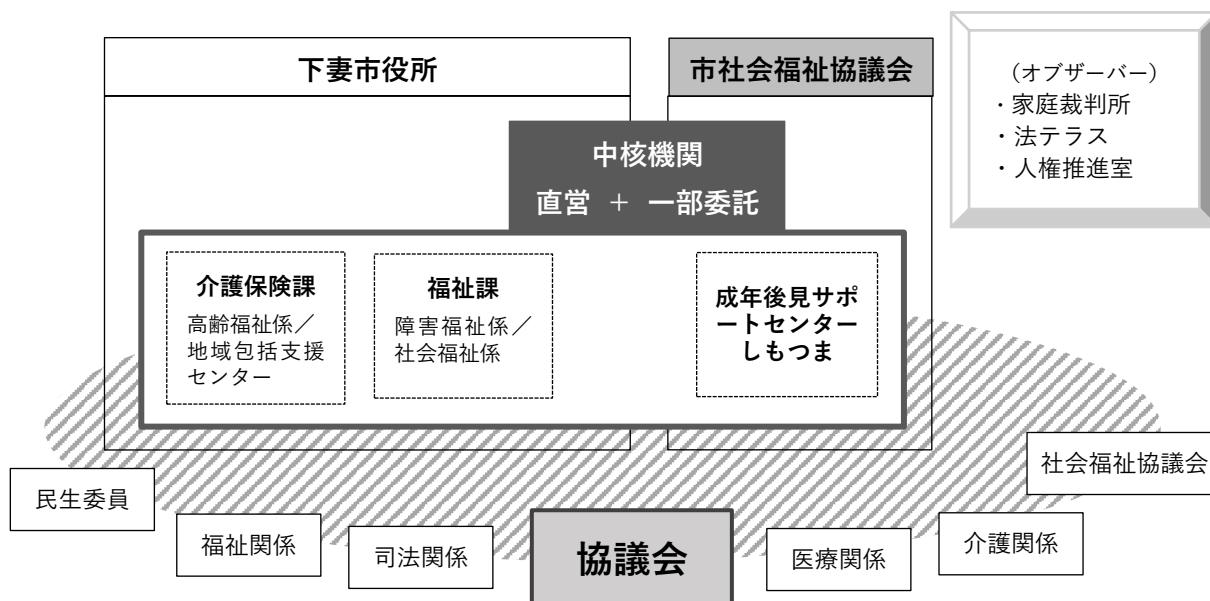 下妻市役所
市社会福祉協議会
（オブザーバー）
・家庭裁判所
・法テラス
・人権推進室
中核機関
直営 ＋ 一部委託
介護保険課
高齢福祉係／
地域包括支援
センター
福祉課
障害福祉係／
社会福祉係
成年後見サポ
ートセンター
しもつま
民生委員
福祉関係
司法関係
協議会
医療関係
介護関係
社会福祉協議会